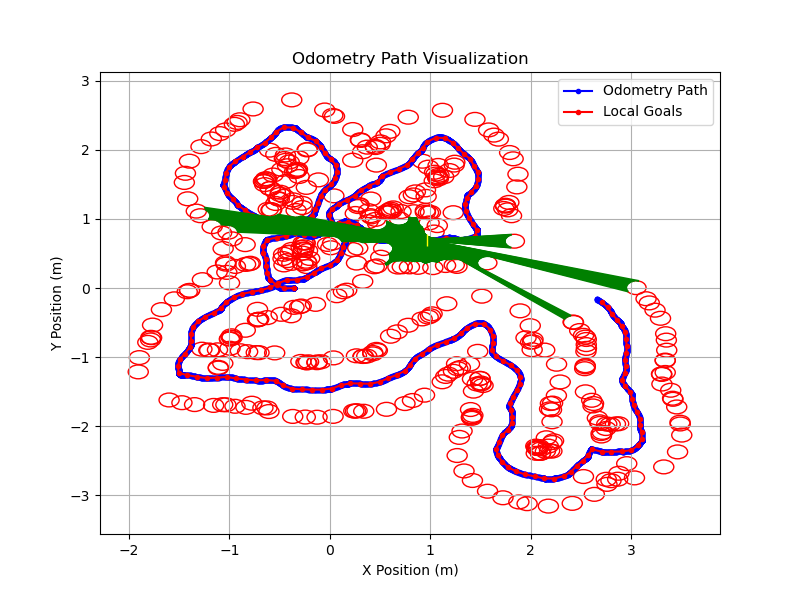 Odometry Path Visualization
Odometry Path
Local Goals
Y Position (m)
3
2
1
0
−1
−2
−3
−2
−1
0
1
2
3
X Position (m)